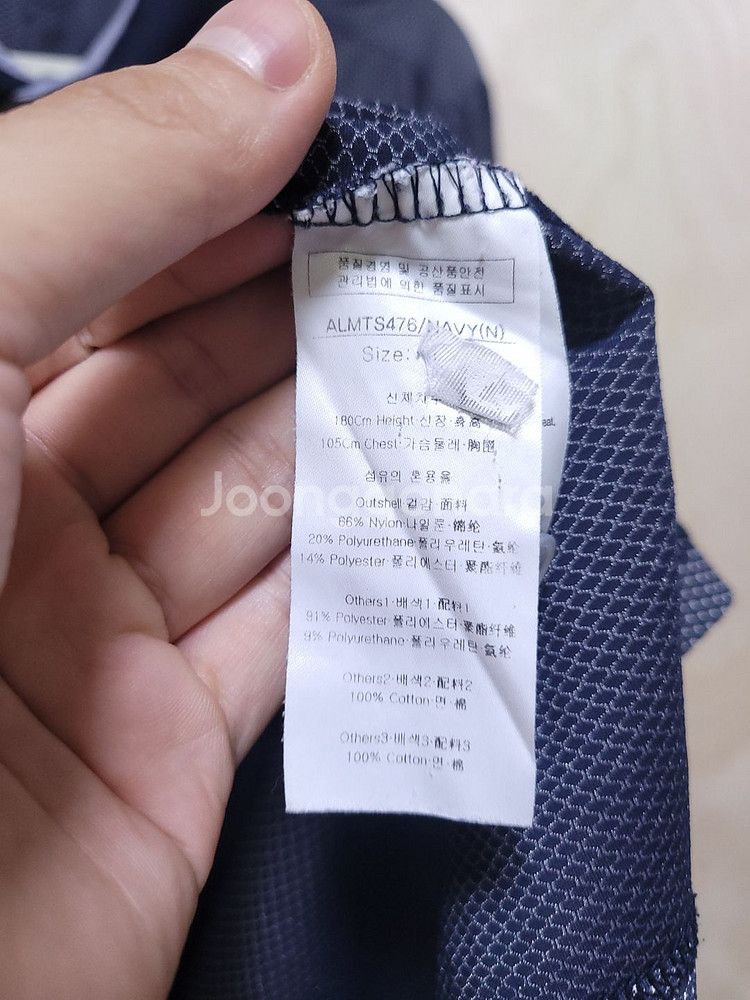 품질경영 및 공산품안전
관리법에 의한 품질표시
ALMTS476/NAVY(N)
Size:
신체치수
180Cm Height·신장·身高
105Cm Chest·가슴둘레·胸围
섬유의 혼용율
Outshell·겉감·面料
66% Nylon·나일론·锦纶
20% Polyurethane·폴리우레탄·氨纶
14% Polyester·폴리에스터·聚酯纤维
Others1·배색1·配料1
91% Polyester·폴리에스터·聚酯纤维
9% Polyurethane·폴리우레탄·氨纶
Others2·배색2·配料2
100% Cotton·면·棉
Others3·배색3·配料3
100% Cotton·면·棉